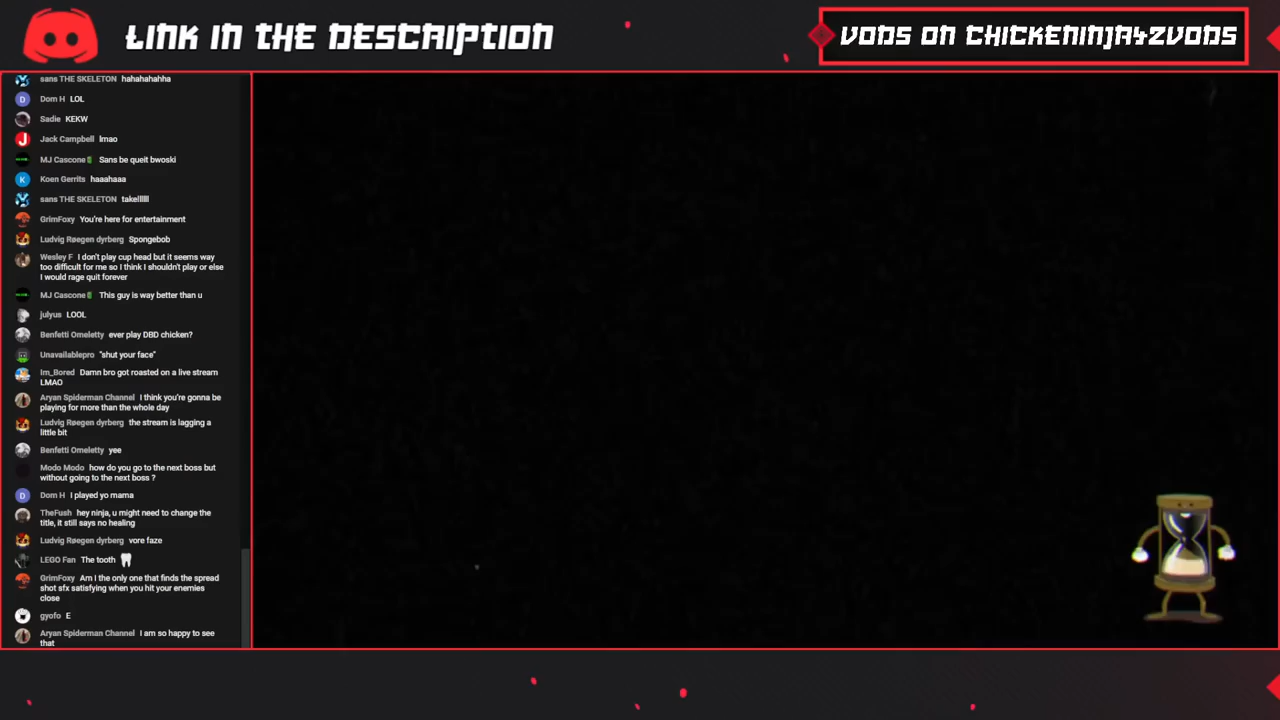 LINK IN THE DESCRIPTION
VODS ON CHICKENINJA42VODS
sans THE SKELETON hahahahahha
Dom H LOL
Sadie KEKW
Jack Campbell lmao
MJ Cascone Sans be queit bwoski
Koen Gerrits haaahaaa
sans THE SKELETON takellllll
GrimFoxy You're here for entertainment
Ludvig Røegen dyrberg Spongebob
Wesley F I don't play cup head but it seems way
too difficult for me so I think I shouldn't play or else
I would rage quit forever
MJ Cascone This guy is way better than u
julyus LOOL
Benfetti Omeletty ever play DBD chicken?
Unavailablepro "shut your face"
Im_Bored Damn bro got roasted on a live stream
LMAO
Aryan Spiderman Channel I think you're gonna be
playing for more than the whole day
Ludvig Røegen dyrberg the stream is lagging a
little bit
Benfetti Omeletty yee
Modo Modo how do you go to the next boss but
without going to the next boss ?
Dom H I played yo mama
TheFush hey ninja, u might need to change the
title, it still says no healing
Ludvig Røegen dyrberg vore faze
LEGO Fan The tooth 🦷
GrimFoxy Am I the only one that finds the spread
shot sfx satisfying when you hit your enemies
close
gyofo E
Aryan Spiderman Channel I am so happy to see
that